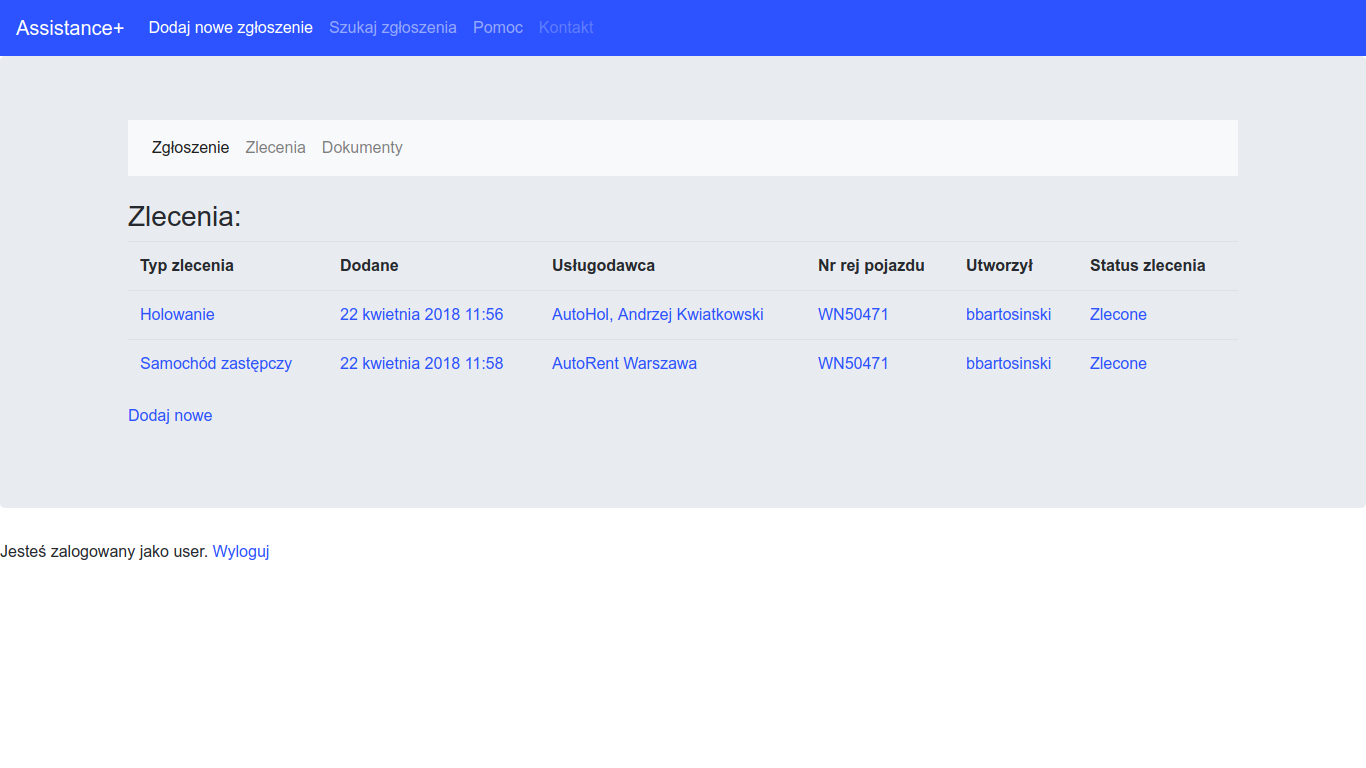 Assistance+ Dodaj nowe zgłoszenie Szukaj zgłoszenia Pomoc Kontakt
Zgłoszenie Zlecenia Dokumenty
Zlecenia:
Typ zlecenia Dodane Usługodawca Nr rej pojazdu Utworzył Status zlecenia
Holowanie 22 kwietnia 2018 11:56 AutoHol, Andrzej Kwiatkowski WN50471 bbartosinski Zlecone
Samochód zastępczy 22 kwietnia 2018 11:58 AutoRent Warszawa WN50471 bbartosinski Zlecone
Dodaj nowe
Jesteś zalogowany jako user. Wyloguj